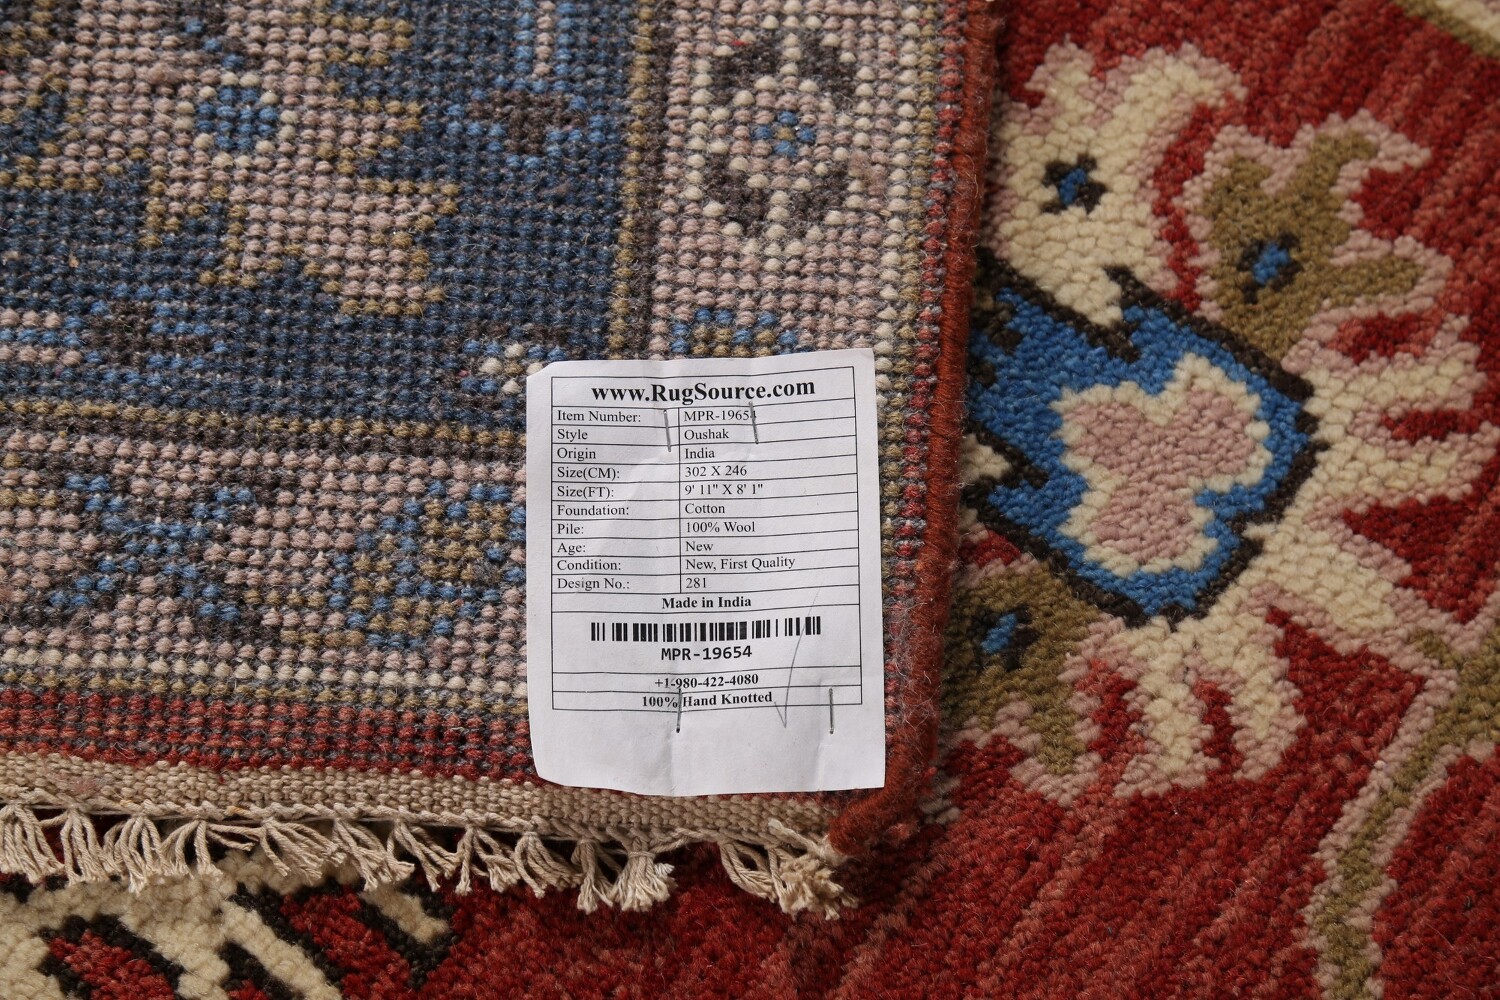 www.RugSource.com
Item Number: MPR-19654
Style Oushak
Origin India
Size(CM): 302 X 246
Size(FT): 9' 11" X 8' 1"
Foundation: Cotton
Pile: 100% Wool
Age: New
Condition: New, First Quality
Design No.: 281
Made in India
MPR-19654
+1-980-422-4080
100% Hand Knotted